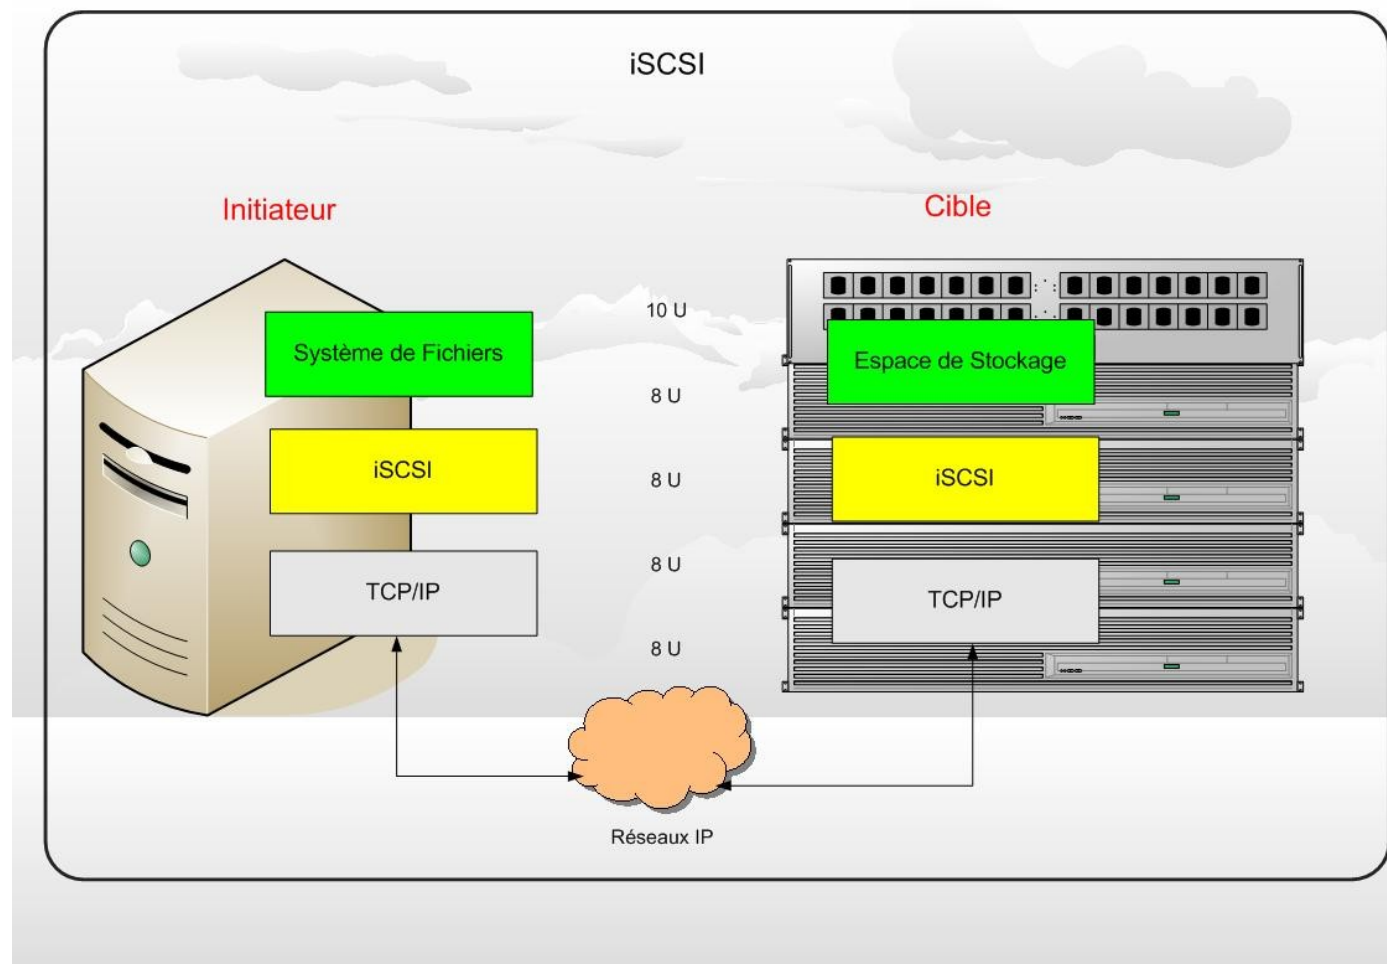 iSCSI
Initiateur
Cible
10 U
Système de Fichiers
Espace de Stockage
8 U
iSCSI
8 U
iSCSI
8 U
TCP/IP
TCP/IP
8 U
Réseaux IP